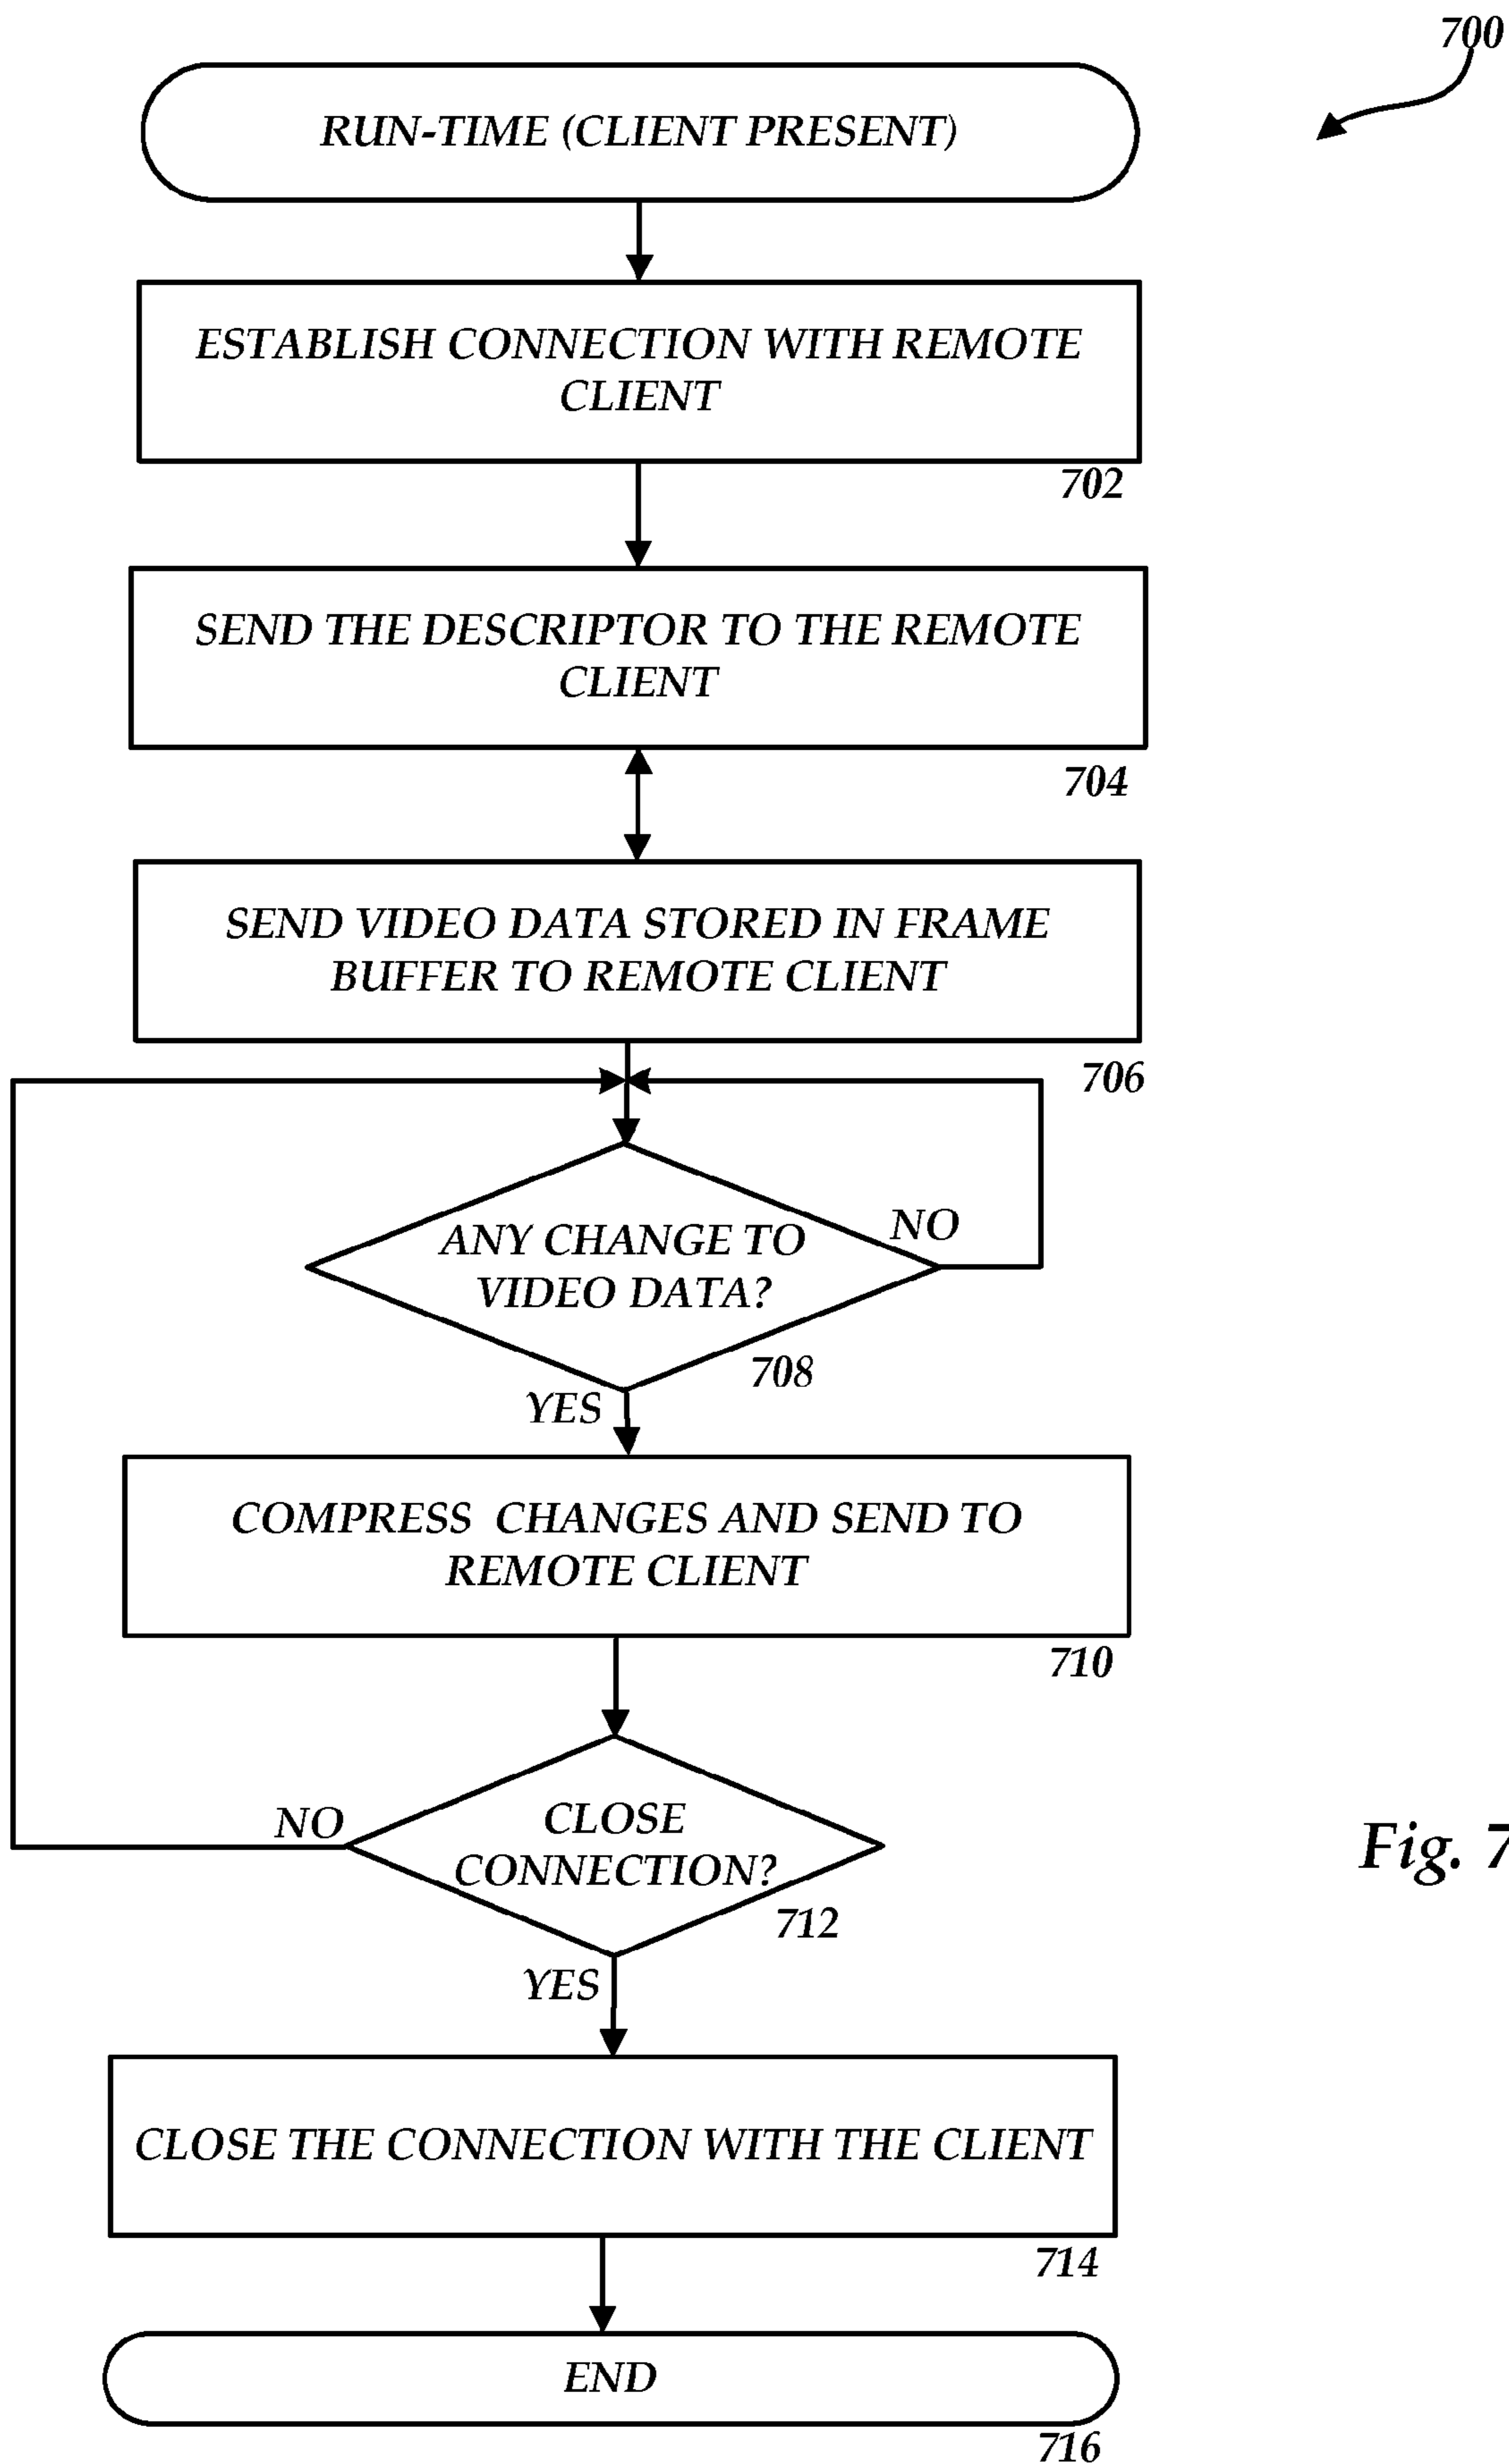 700
RUN-TIME (CLIENT PRESENT)
ESTABLISH CONNECTION WITH REMOTE
CLIENT
702
SEND THE DESCRIPTOR TO THE REMOTE
CLIENT
704
SEND VIDEO DATA STORED IN FRAME
BUFFER TO REMOTE CLIENT
706
ANY CHANGE TO
VIDEO DATA?
NO
708
YES
COMPRESS CHANGES AND SEND TO
REMOTE CLIENT
710
NO
CLOSE
CONNECTION?
712
Fig. 7
YES
CLOSE THE CONNECTION WITH THE CLIENT
714
END
716